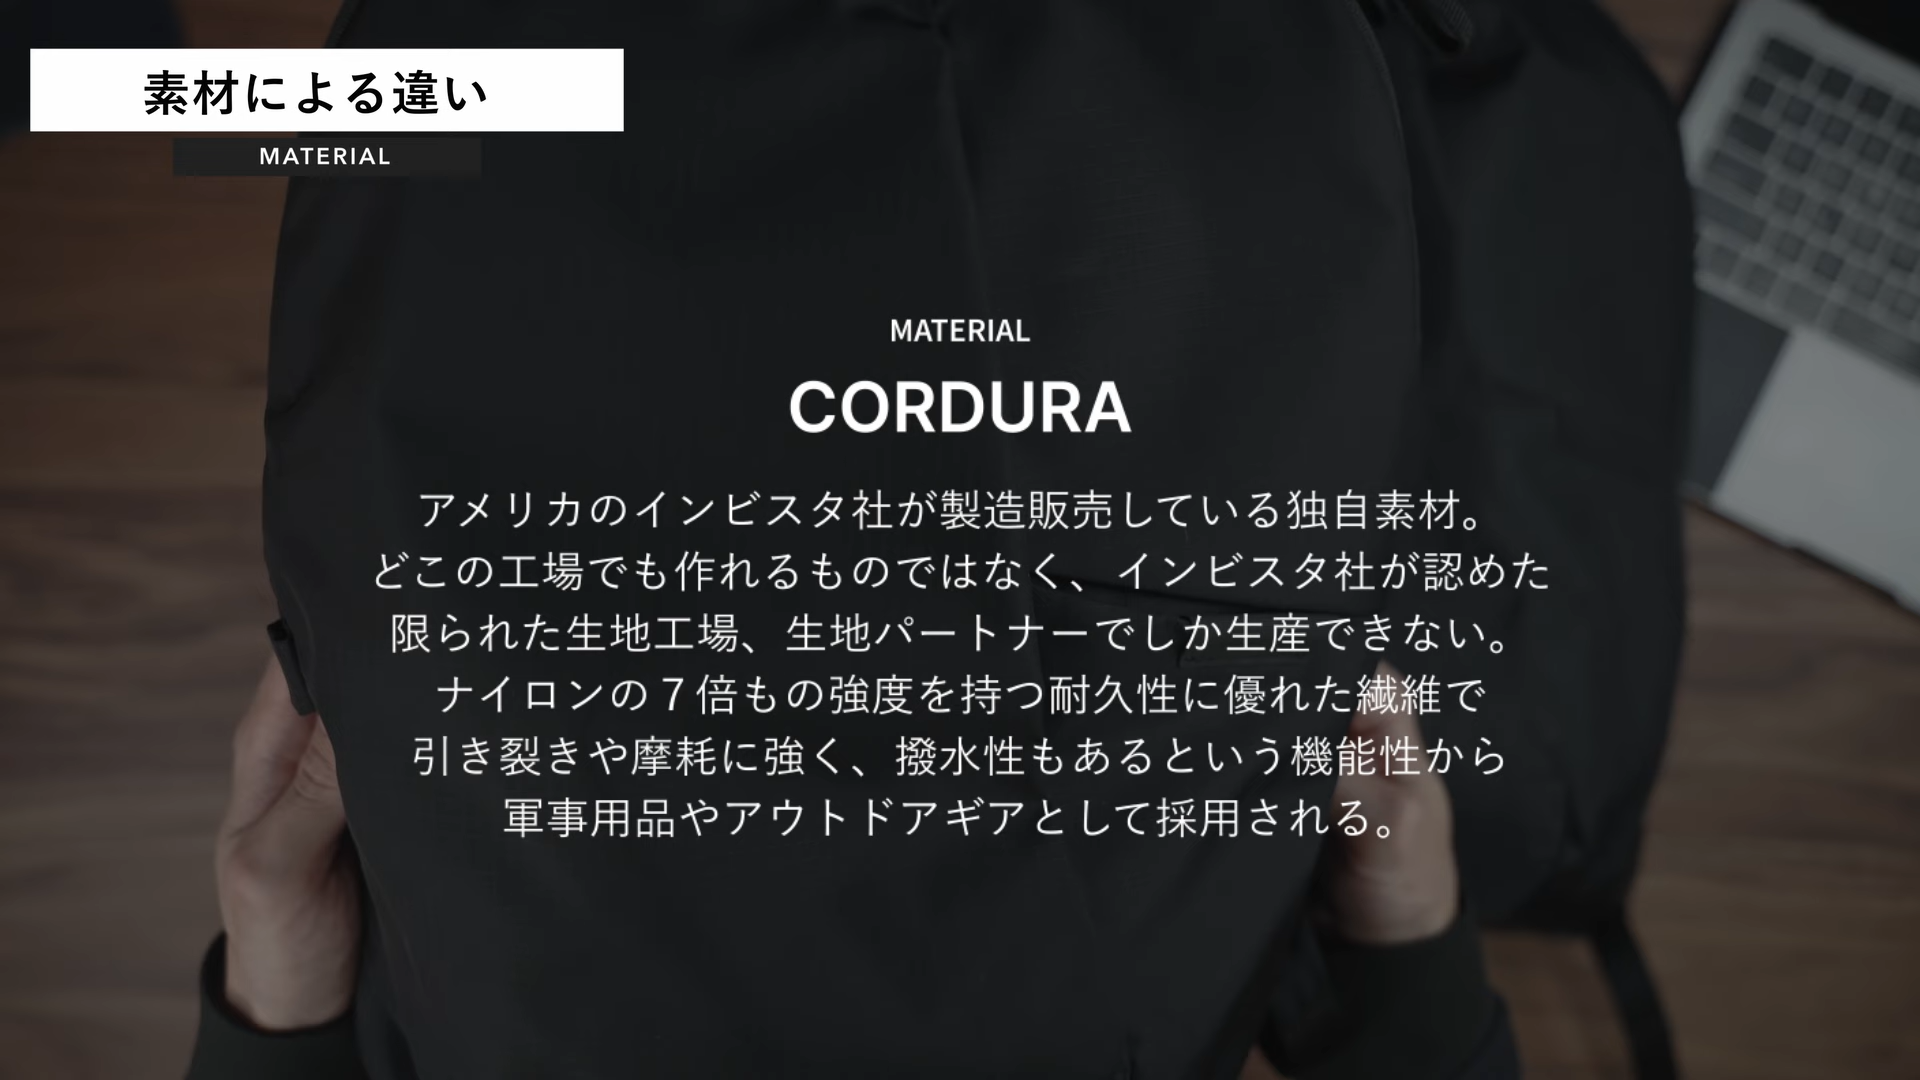 素材による違い
MATERIAL
MATERIAL
CORDURA
アメリカのインビスタ社が製造販売している独自素材。
どこの工場でも作れるものではなく、インビスタ社が認めた
限られた生地工場、生地パートナーでしか生産できない。
ナイロンの７倍もの強度を持つ耐久性に優れた繊維で
引き裂きや摩耗に強く、撥水性もあるという機能性から
軍事用品やアウトドアギアとして採用される。